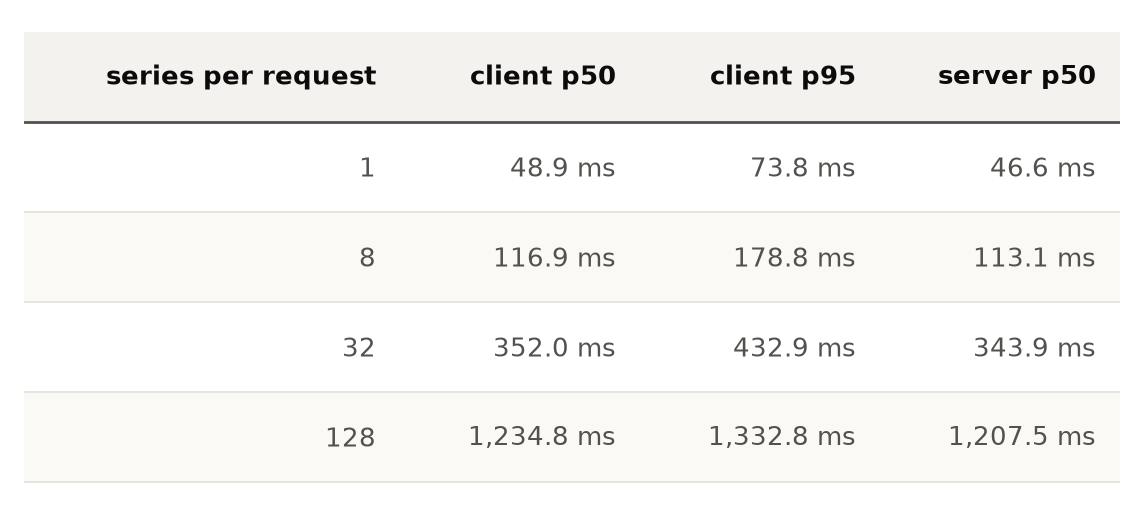 series per request client p50 client p95 server p50
1 48.9 ms 73.8 ms 46.6 ms
8 116.9 ms 178.8 ms 113.1 ms
32 352.0 ms 432.9 ms 343.9 ms
128 1,234.8 ms 1,332.8 ms 1,207.5 ms